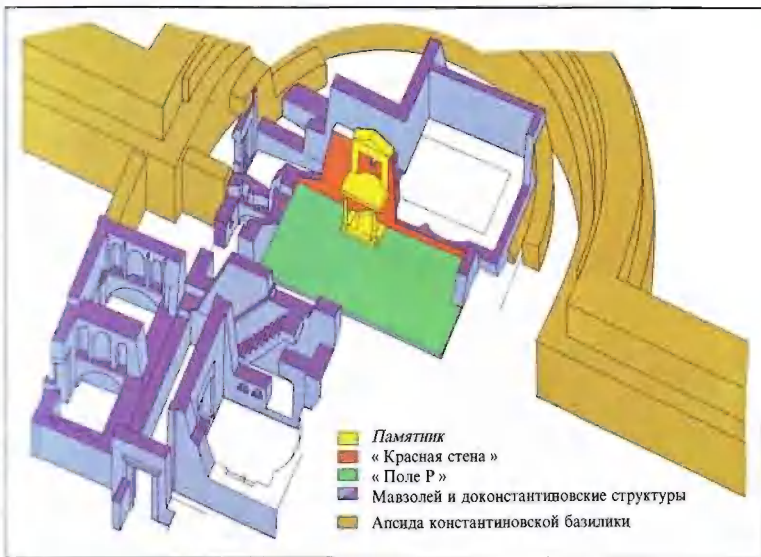 Памятник
« Красная стена »
« Поле Р »
Мавзолей и доконстантиновские структуры
Апсида константиновской базилики